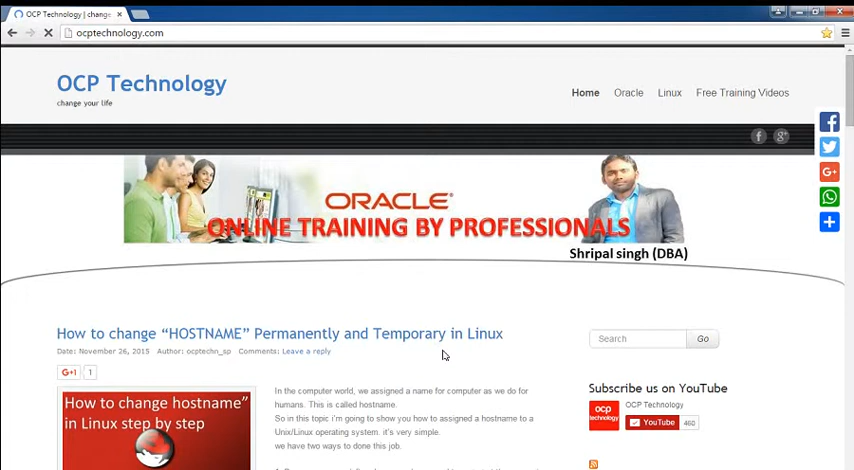 OCP Technology | change
ocptechnology.com
OCP Technology
change your life
Home Oracle Linux Free Training Videos
ORACLE
ONLINE TRAINING BY PROFESSIONALS
Shripal singh (DBA)
How to change “HOSTNAME” Permanently and Temporary in Linux
Date: November 26, 2015 Author: ocptechn_sp Comments: Leave a reply
G+1 1
How to change hostname”
in Linux step by step
In the computer world, we assigned a name for computer as we do for
humans. This is called hostname.
So in this topic i'm going to show you how to assigned a hostname to a
Unix/Linux operating system. it's very simple.
we have two ways to done this job.
Search Go
Subscribe us on YouTube
ocp
technology
OCP Technology
YouTube 460